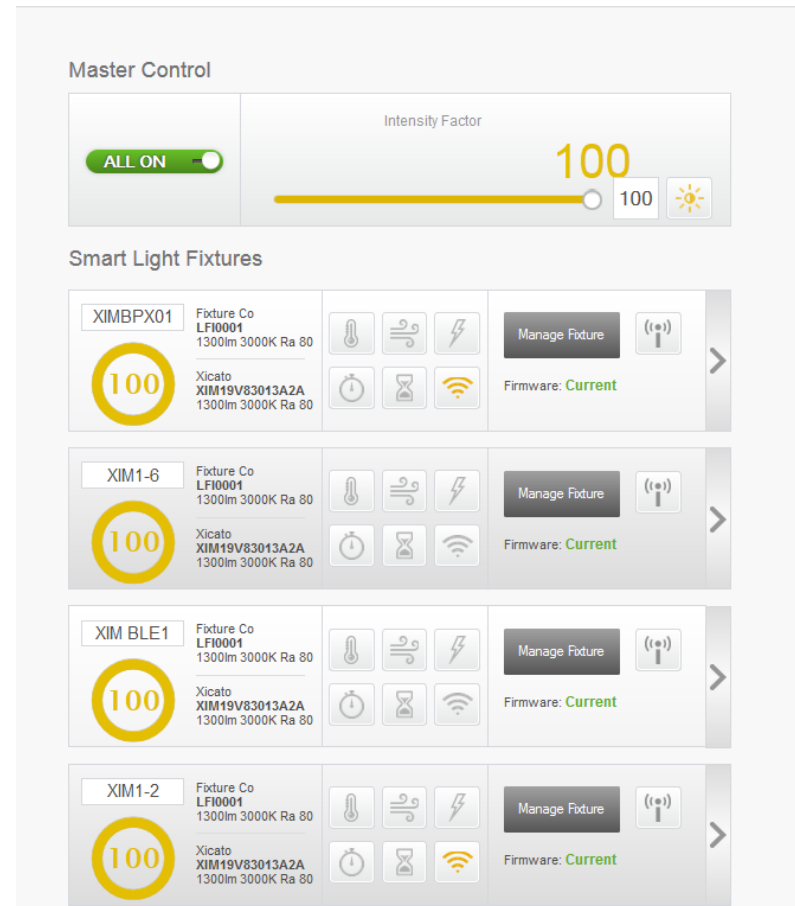 Master Control
ALL ON
Intensity Factor
100
100
Smart Light Fixtures
XIMBPX01
100
Fixture Co
LFI0001
1300lm 3000K Ra 80
Xicato
XIM19V83013A2A
1300lm 3000K Ra 80
Manage Fixture
Firmware: Current
XIM1-6
100
Fixture Co
LFI0001
1300lm 3000K Ra 80
Xicato
XIM19V83013A2A
1300lm 3000K Ra 80
Manage Fixture
Firmware: Current
XIM BLE1
100
Fixture Co
LFI0001
1300lm 3000K Ra 80
Xicato
XIM19V83013A2A
1300lm 3000K Ra 80
Manage Fixture
Firmware: Current
XIM1-2
100
Fixture Co
LFI0001
1300lm 3000K Ra 80
Xicato
XIM19V83013A2A
1300lm 3000K Ra 80
Manage Fixture
Firmware: Current